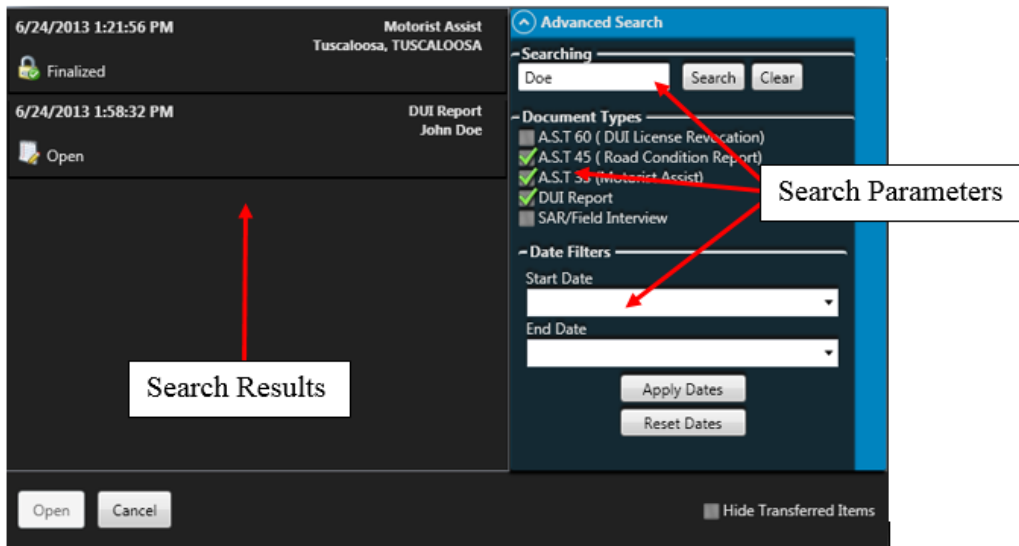 6/24/2013 1:21:56 PM
Motorist Assist
Tuscaloosa, TUSCALOOSA
Finalized
6/24/2013 1:58:32 PM
DUI Report
John Doe
Open
Search Results
Advanced Search
Searching
Doe
Search
Clear
Document Types
A.S.T 60 ( DUI License Revocation)
A.S.T 45 ( Road Condition Report)
A.S.T 35 (Motorist Assist)
DUI Report
SAR/Field Interview
Search Parameters
Date Filters
Start Date
End Date
Apply Dates
Reset Dates
Open
Cancel
Hide Transferred Items